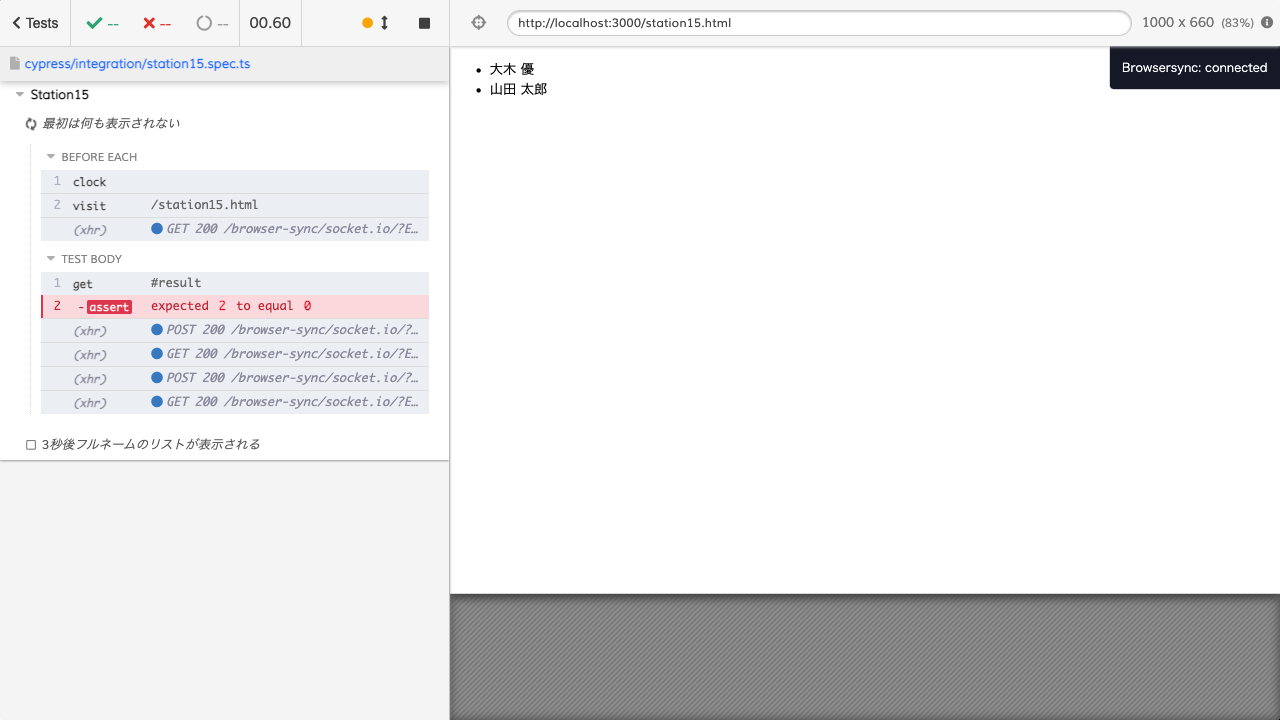 Tests
--
--
--
00.60
http://localhost:3000/station15.html
1000 x 660 (83%)
cypress/integration/station15.spec.ts
Station15
最初は何も表示されない
BEFORE EACH
1 clock
2 visit /station15.html
(xhr) GET 200 /browser-sync/socket.io/?E…
TEST BODY
1 get #result
2 -assert expected 2 to equal 0
(xhr) POST 200 /browser-sync/socket.io/?…
(xhr) GET 200 /browser-sync/socket.io/?E…
(xhr) POST 200 /browser-sync/socket.io/?…
(xhr) GET 200 /browser-sync/socket.io/?E…
3秒後フルネームのリストが表示される
• 大木 優
• 山田 太郎
Browsersync: connected